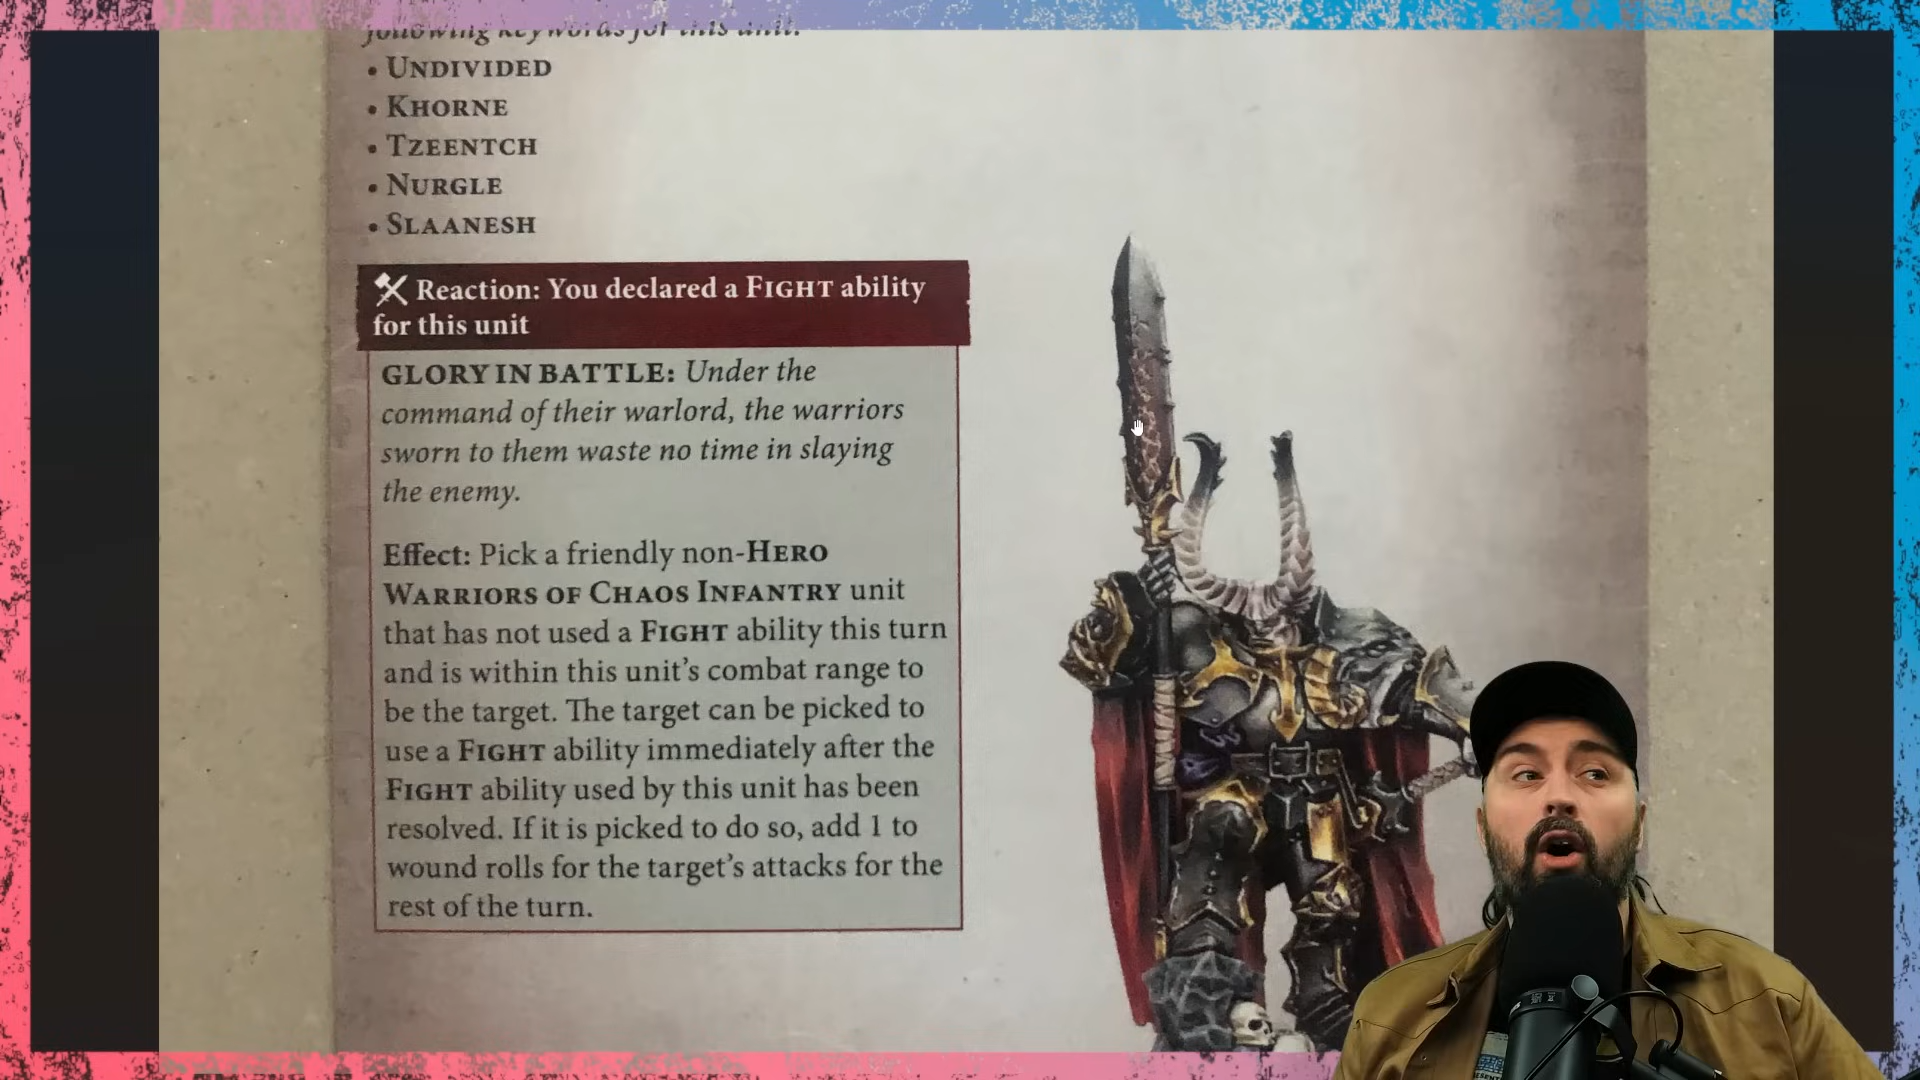 following keywords for this unit:
• UNDIVIDED
• KHORNE
• TZEENTCH
• NURGLE
• SLAANESH
Reaction: You declared a FIGHT ability
for this unit
GLORY IN BATTLE: Under the
command of their warlord, the warriors
sworn to them waste no time in slaying
the enemy.
Effect: Pick a friendly non-HERO
WARRIORS OF CHAOS INFANTRY unit
that has not used a FIGHT ability this turn
and is within this unit's combat range to
be the target. The target can be picked to
use a FIGHT ability immediately after the
FIGHT ability used by this unit has been
resolved. If it is picked to do so, add 1 to
wound rolls for the target's attacks for the
rest of the turn.